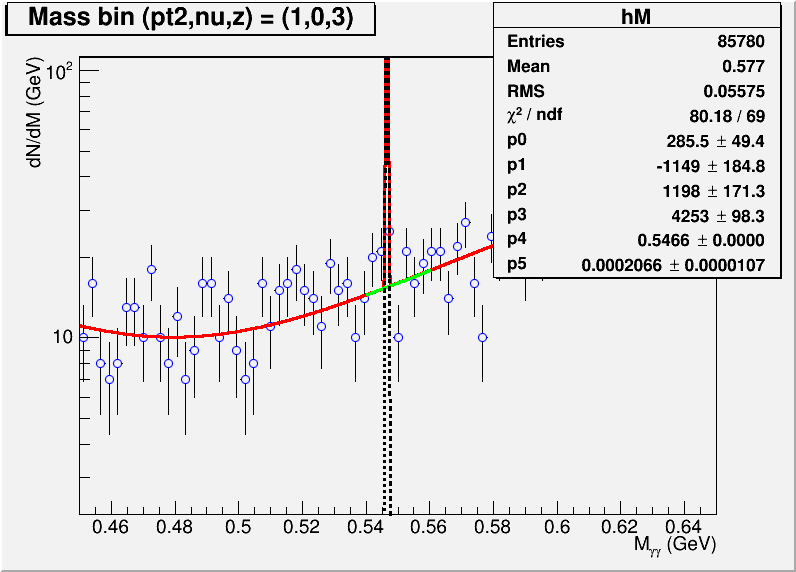 Mass bin (pt2,nu,z) = (1,0,3)
hM
Entries 85780
Mean 0.577
RMS 0.05575
χ² / ndf 80.18 / 69
p0 285.5 ± 49.4
p1 -1149 ± 184.8
p2 1198 ± 171.3
p3 4253 ± 98.3
p4 0.5466 ± 0.0000
p5 0.0002066 ± 0.0000107
dN/dM (GeV)
10²
10
0.46 0.48 0.5 0.52 0.54 0.56 0.58 0.6 0.62 0.64
Mγγ (GeV)